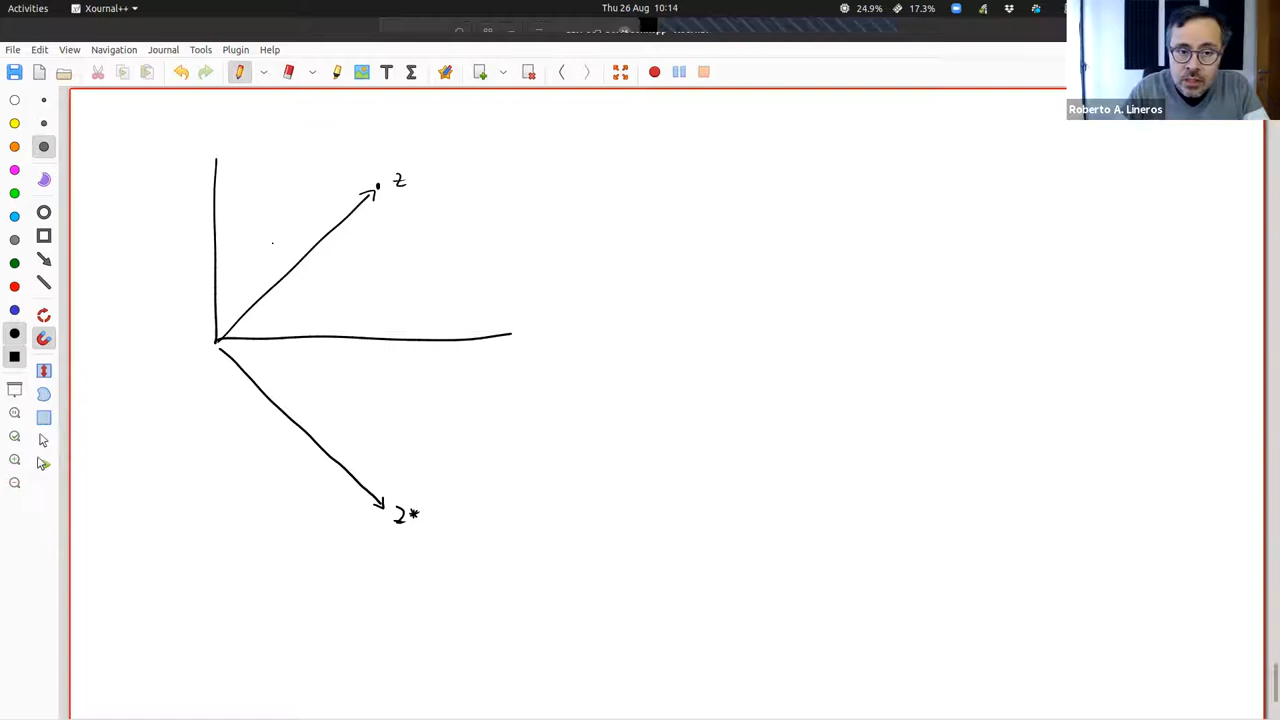 Activities
Xournal++
Thu 26 Aug 10:14
24.9%
17.3%
File Edit View Navigation Journal Tools Plugin Help
Roberto A. Lineros
z
z*